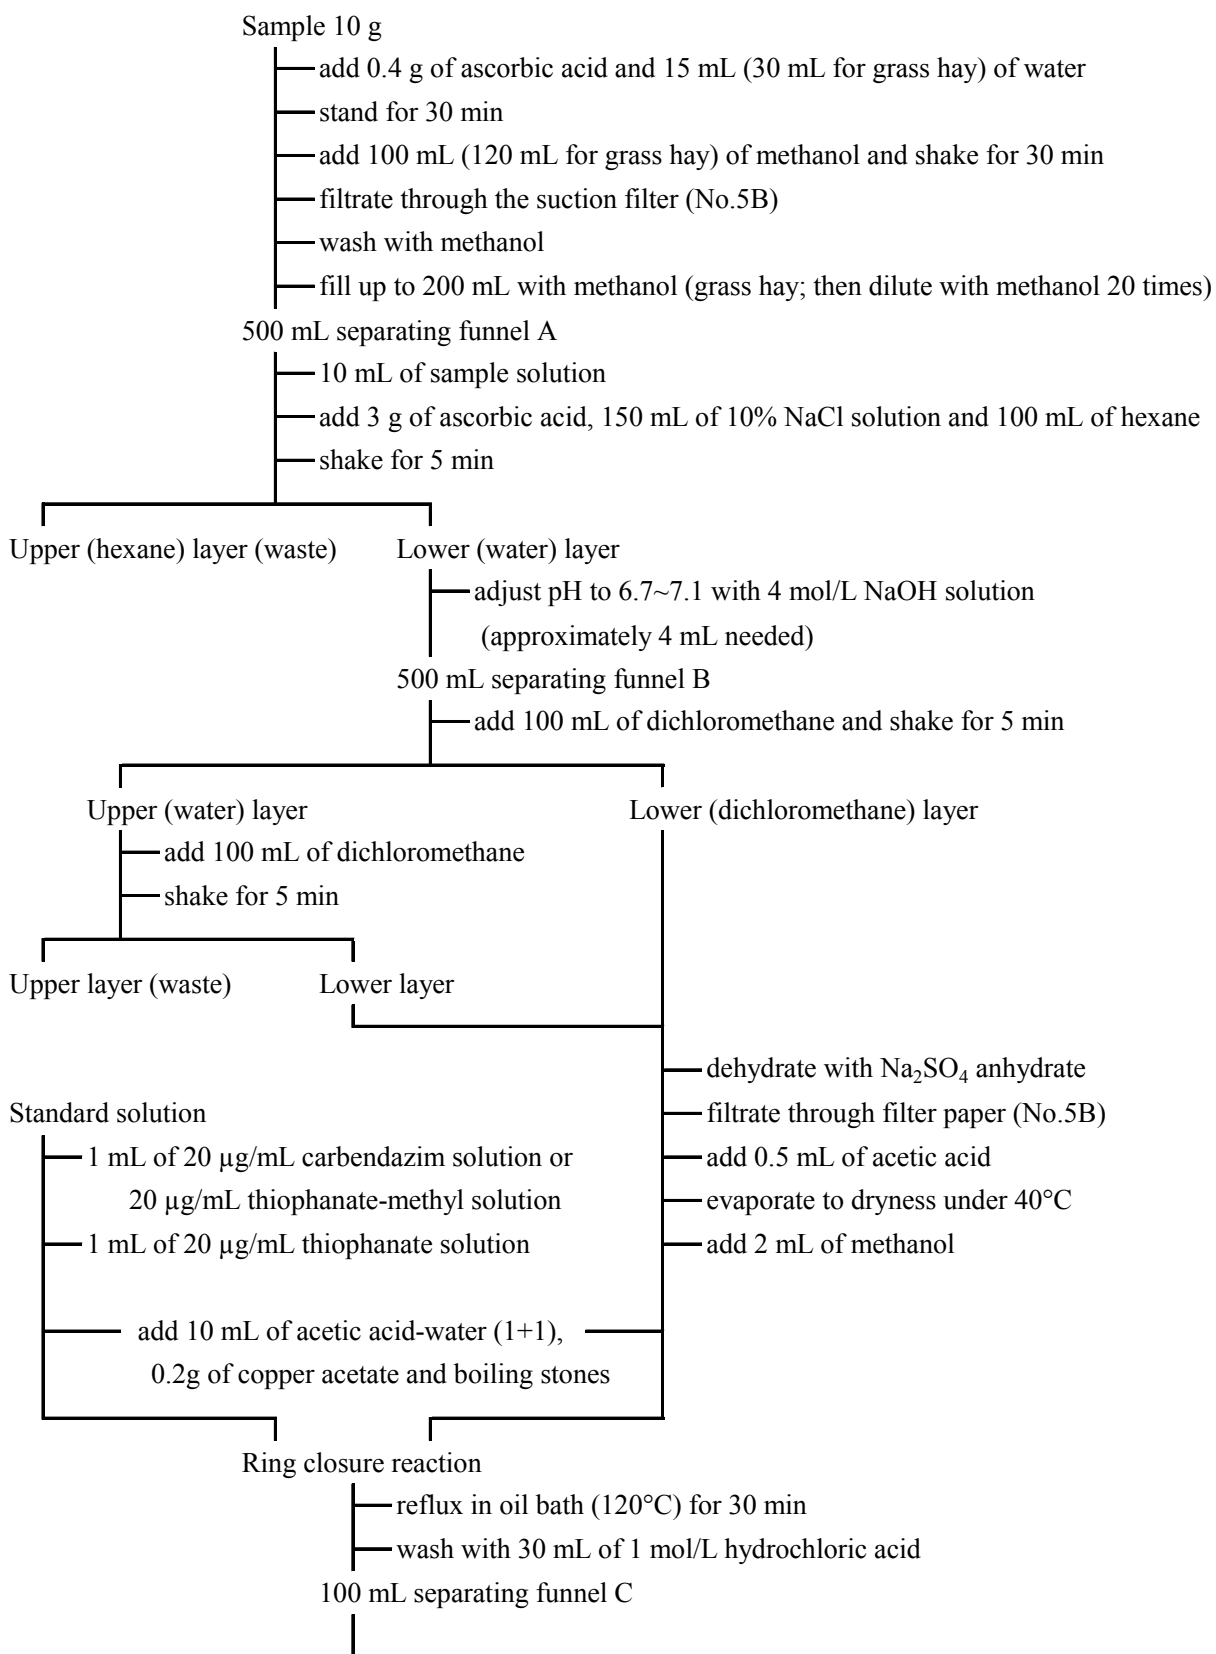 Sample 10 g
add 0.4 g of ascorbic acid and 15 mL (30 mL for grass hay) of water
stand for 30 min
add 100 mL (120 mL for grass hay) of methanol and shake for 30 min
filtrate through the suction filter (No.5B)
wash with methanol
fill up to 200 mL with methanol (grass hay; then dilute with methanol 20 times)
500 mL separating funnel A
10 mL of sample solution
add 3 g of ascorbic acid, 150 mL of 10% NaCl solution and 100 mL of hexane
shake for 5 min
Upper (hexane) layer (waste)
Lower (water) layer
adjust pH to 6.7~7.1 with 4 mol/L NaOH solution
(approximately 4 mL needed)
500 mL separating funnel B
add 100 mL of dichloromethane and shake for 5 min
Upper (water) layer
Lower (dichloromethane) layer
add 100 mL of dichloromethane
shake for 5 min
Upper layer (waste)
Lower layer
dehydrate with Na₂SO₄ anhydrate
Standard solution
filtrate through filter paper (No.5B)
1 mL of 20 µg/mL carbendazim solution or
add 0.5 mL of acetic acid
20 µg/mL thiophanate-methyl solution
evaporate to dryness under 40°C
1 mL of 20 µg/mL thiophanate solution
add 2 mL of methanol
add 10 mL of acetic acid-water (1+1),
0.2g of copper acetate and boiling stones
Ring closure reaction
reflux in oil bath (120°C) for 30 min
wash with 30 mL of 1 mol/L hydrochloric acid
100 mL separating funnel C